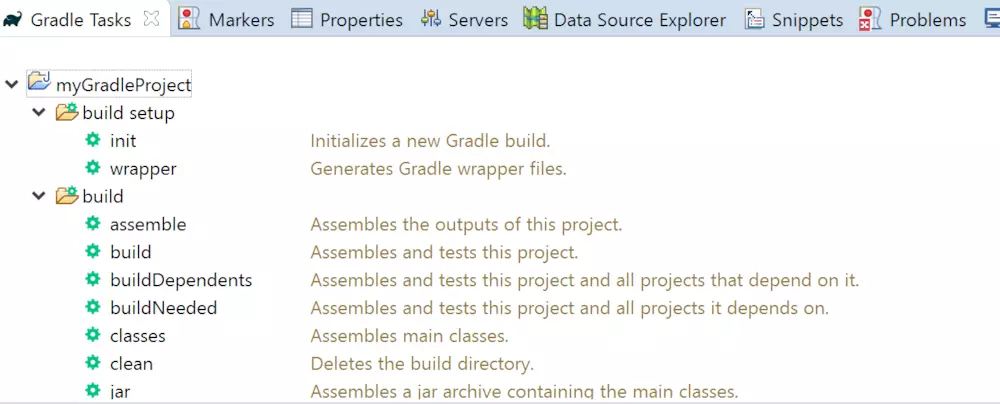 Gradle Tasks Markers Properties Servers Data Source Explorer Snippets Problems
myGradleProject
build setup
init Initializes a new Gradle build.
wrapper Generates Gradle wrapper files.
build
assemble Assembles the outputs of this project.
build Assembles and tests this project.
buildDependents Assembles and tests this project and all projects that depend on it.
buildNeeded Assembles and tests this project and all projects it depends on.
classes Assembles main classes.
clean Deletes the build directory.
jar Assembles a jar archive containing the main classes.